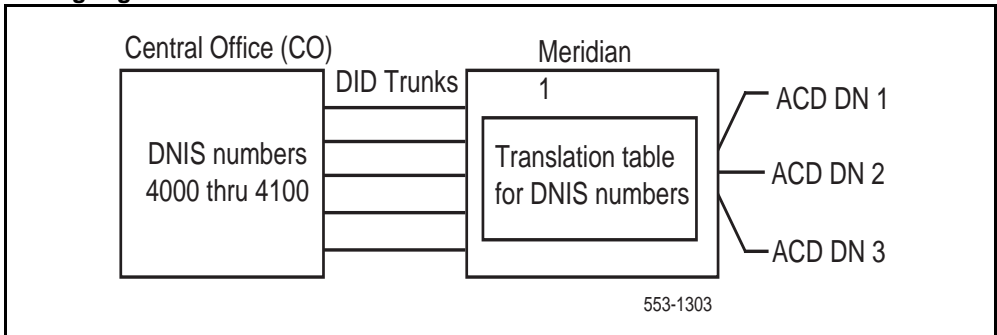 Central Office (CO)
DID Trunks
Meridian
1
DNIS numbers
4000 thru 4100
Translation table
for DNIS numbers
ACD DN 1
ACD DN 2
ACD DN 3
553-1303